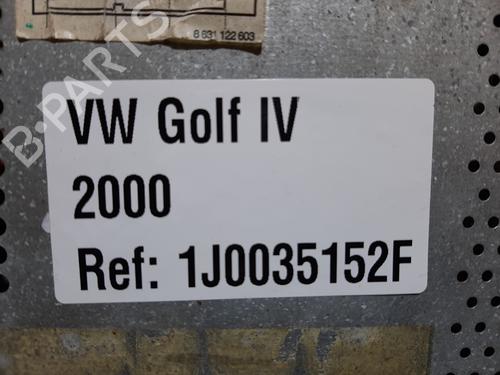 8 631 122 603
B-PARTS
VW Golf IV
2000
Ref: 1J0035152F